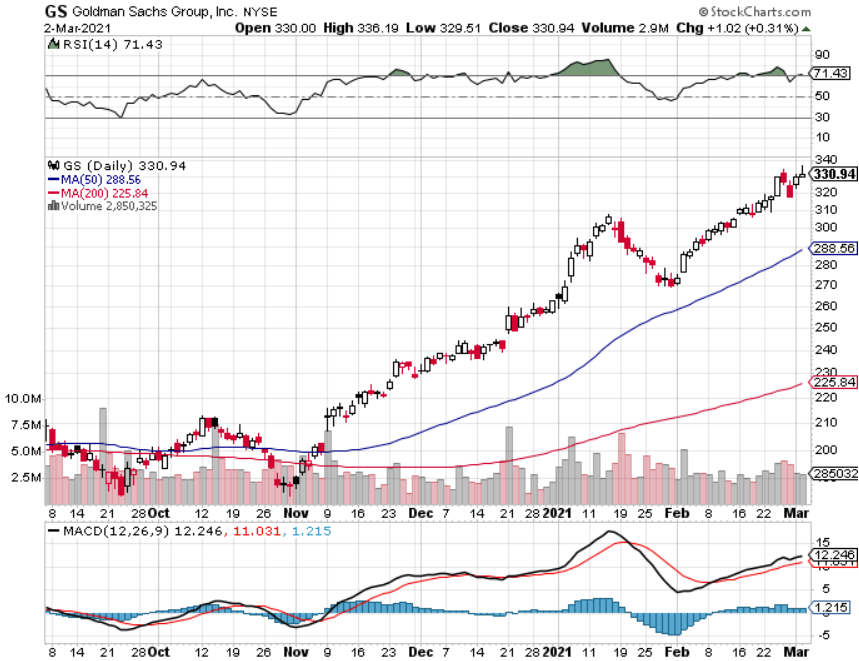 GS Goldman Sachs Group, Inc. NYSE © StockCharts.com
2-Mar-2021 Open 330.00 High 336.19 Low 329.51 Close 330.94 Volume 2.9M Chg +1.02 (+0.31%)
RSI(14) 71.43
90
71.43
50
30
10
GS (Daily) 330.94
MA(50) 288.56
MA(200) 225.84
Volume 2,850,325
340
330.94
320
310
300
288.56
280
270
260
250
240
230
225.84
220
210
200
2850325
10.0M
7.5M
5.0M
2.5M
8 14 21 28 Oct 12 19 26 Nov 9 16 23 Dec 7 14 21 28 2021 11 19 25 Feb 8 16 22 Mar
MACD(12,26,9) 12.246, 11.031, 1.215
15
12.246
11.031
5
1.215
-5
8 14 21 28 Oct 12 19 26 Nov 9 16 23 Dec 7 14 21 28 2021 11 19 25 Feb 8 16 22 Mar